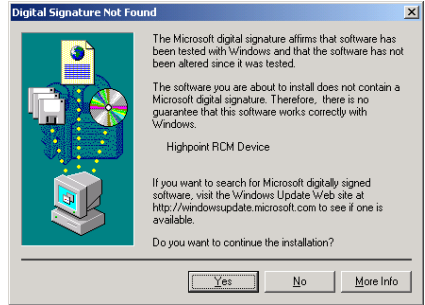 Digital Signature Not Found
The Microsoft digital signature affirms that software has
been tested with Windows and that the software has not
been altered since it was tested.
The software you are about to install does not contain a
Microsoft digital signature. Therefore, there is no
guarantee that this software works correctly with
Windows.
Highpoint RCM Device
If you want to search for Microsoft digitally signed
software, visit the Windows Update Web site at
http://windowsupdate.microsoft.com to see if one is
available.
Do you want to continue the installation?
Yes No More Info